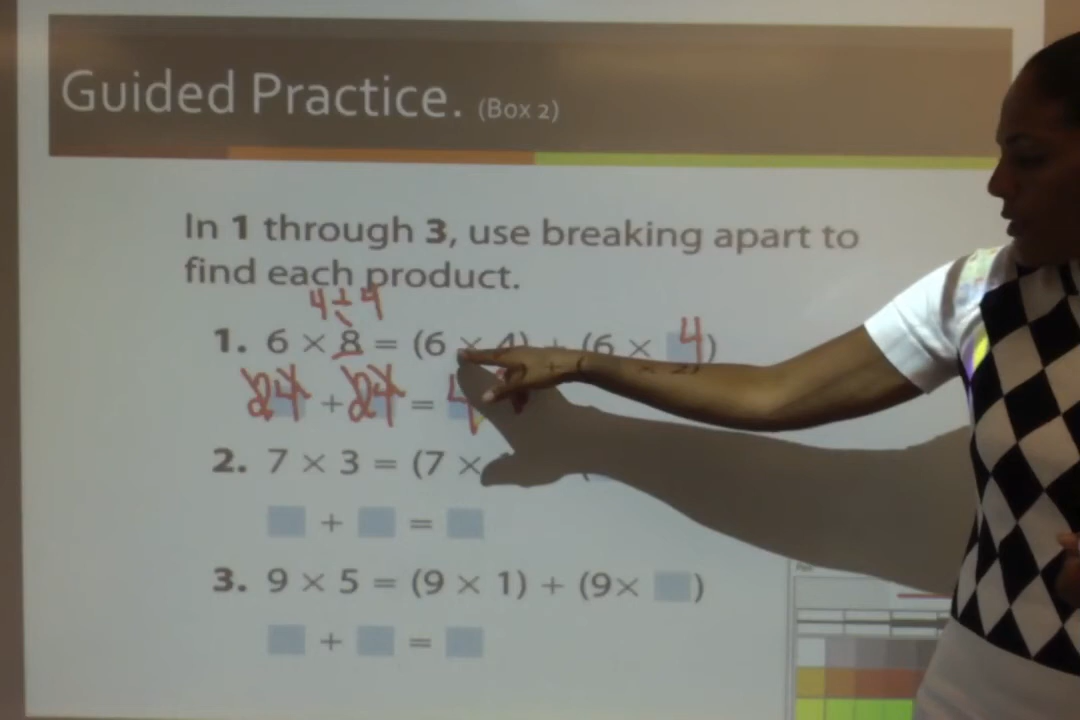 Guided Practice. (Box 2)
In 1 through 3, use breaking apart to
find each product.
4+4
1. 6 × 8 = (6 × 4) + (6 × 4)
24 + 24 = 4
2. 7 × 3 = (7 ×
+ =
3. 9 × 5 = (9 × 1) + (9× )
+ =